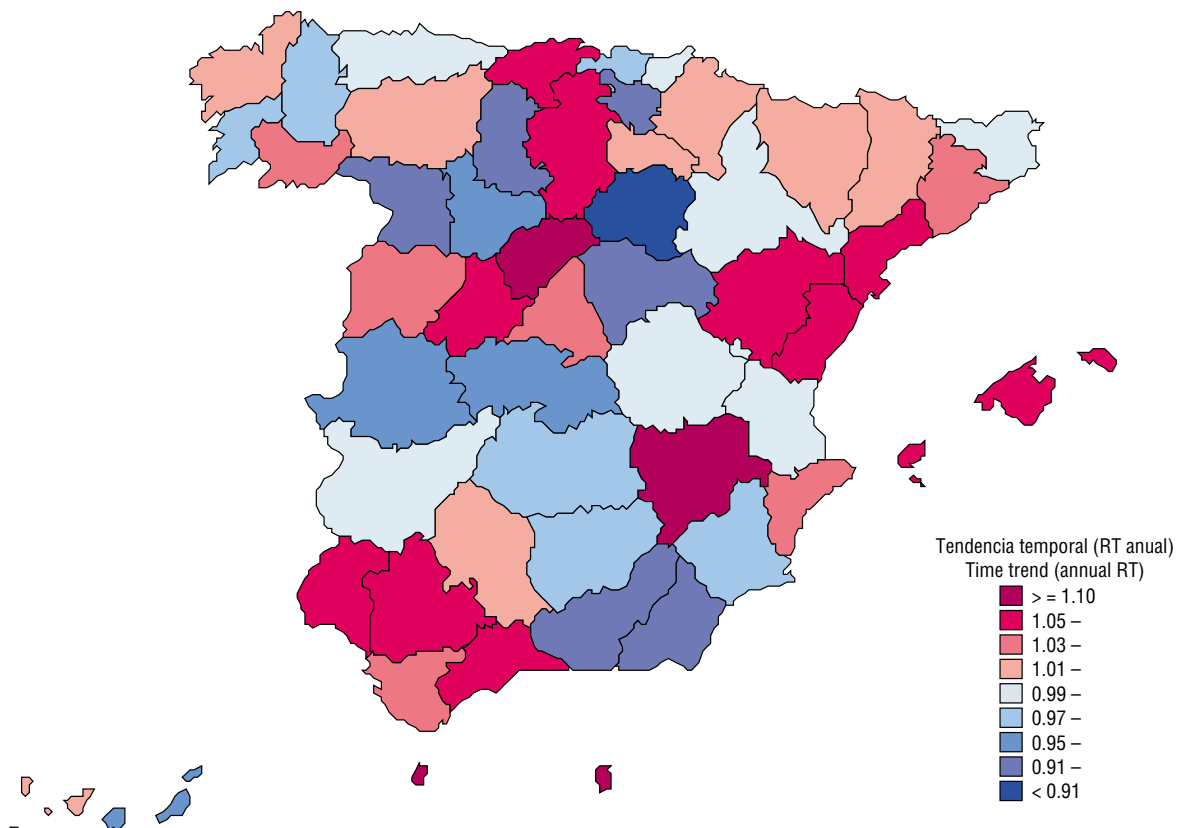 Tendencia temporal (RT anual)
Time trend (annual RT)
> = 1.10
1.05 –
1.03 –
1.01 –
0.99 –
0.97 –
0.95 –
0.91 –
< 0.91